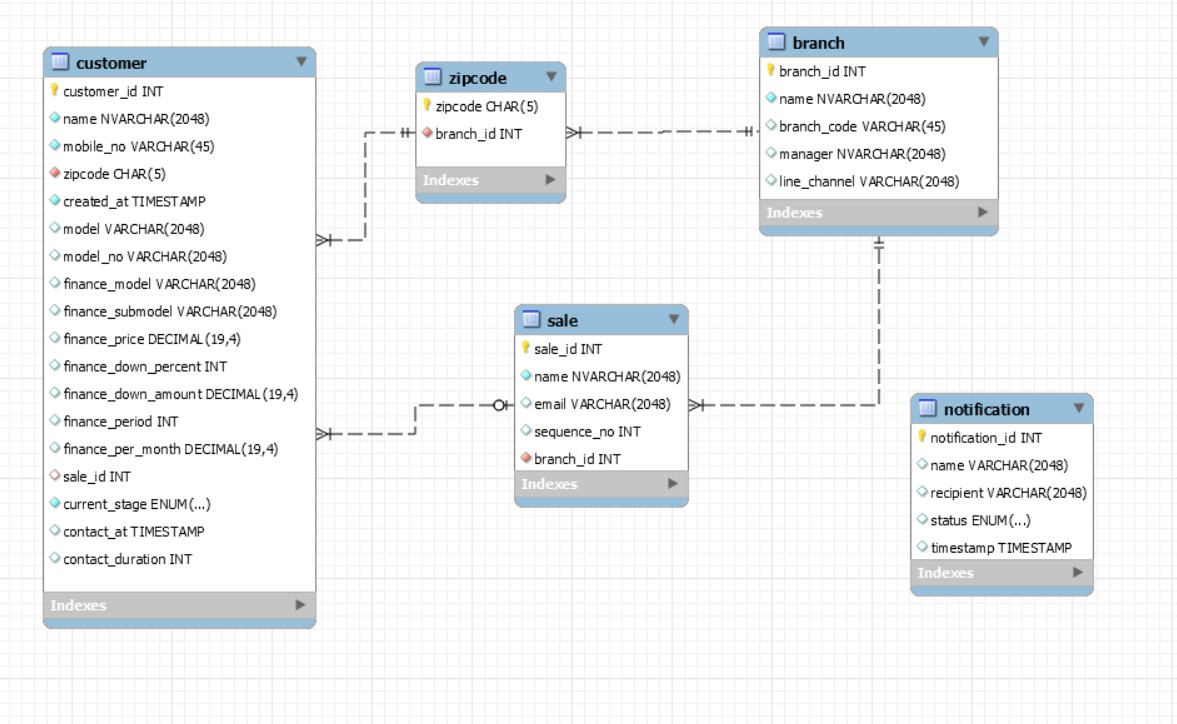 customer
customer_id INT
name NVARCHAR(2048)
mobile_no VARCHAR(45)
zipcode CHAR(5)
created_at TIMESTAMP
model VARCHAR(2048)
model_no VARCHAR(2048)
finance_model VARCHAR(2048)
finance_submodel VARCHAR(2048)
finance_price DECIMAL(19,4)
finance_down_percent INT
finance_down_amount DECIMAL(19,4)
finance_period INT
finance_per_month DECIMAL(19,4)
sale_id INT
current_stage ENUM(...)
contact_at TIMESTAMP
contact_duration INT
Indexes
zipcode
zipcode CHAR(5)
branch_id INT
Indexes
branch
branch_id INT
name NVARCHAR(2048)
branch_code VARCHAR(45)
manager NVARCHAR(2048)
line_channel VARCHAR(2048)
Indexes
sale
sale_id INT
name NVARCHAR(2048)
email VARCHAR(2048)
sequence_no INT
branch_id INT
Indexes
notification
notification_id INT
name VARCHAR(2048)
recipient VARCHAR(2048)
status ENUM(...)
timestamp TIMESTAMP
Indexes